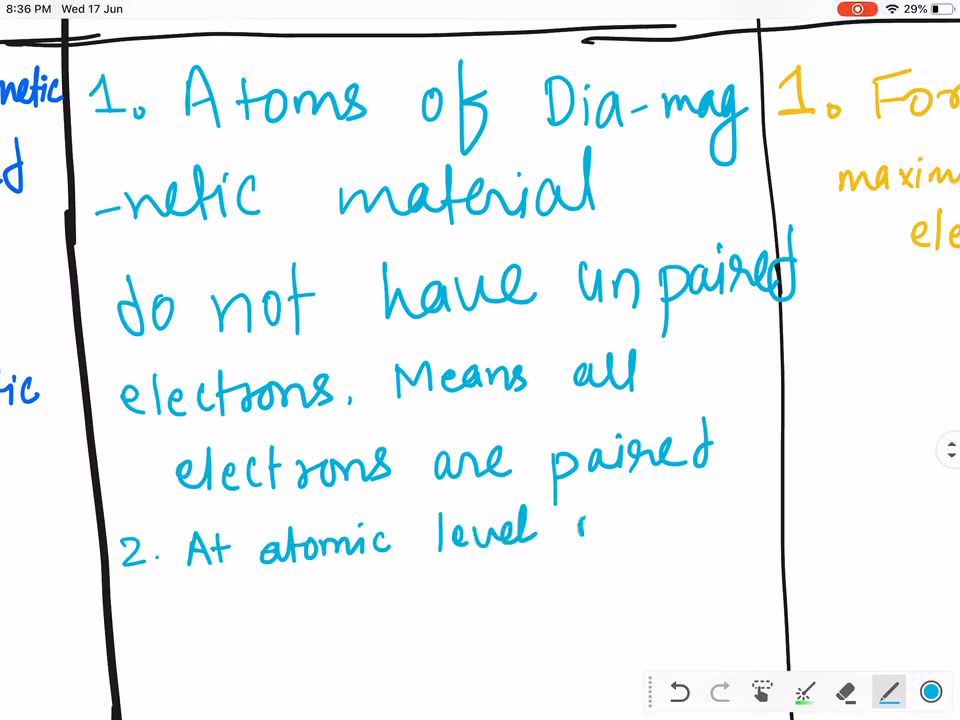 8:36 PM Wed 17 Jun 29%
netic
1. Atoms of Dia-mag
-netic material
do not have unpaired
electrons. Means all
electrons are paired
2. At atomic level
ic
1. For
maxim
ele